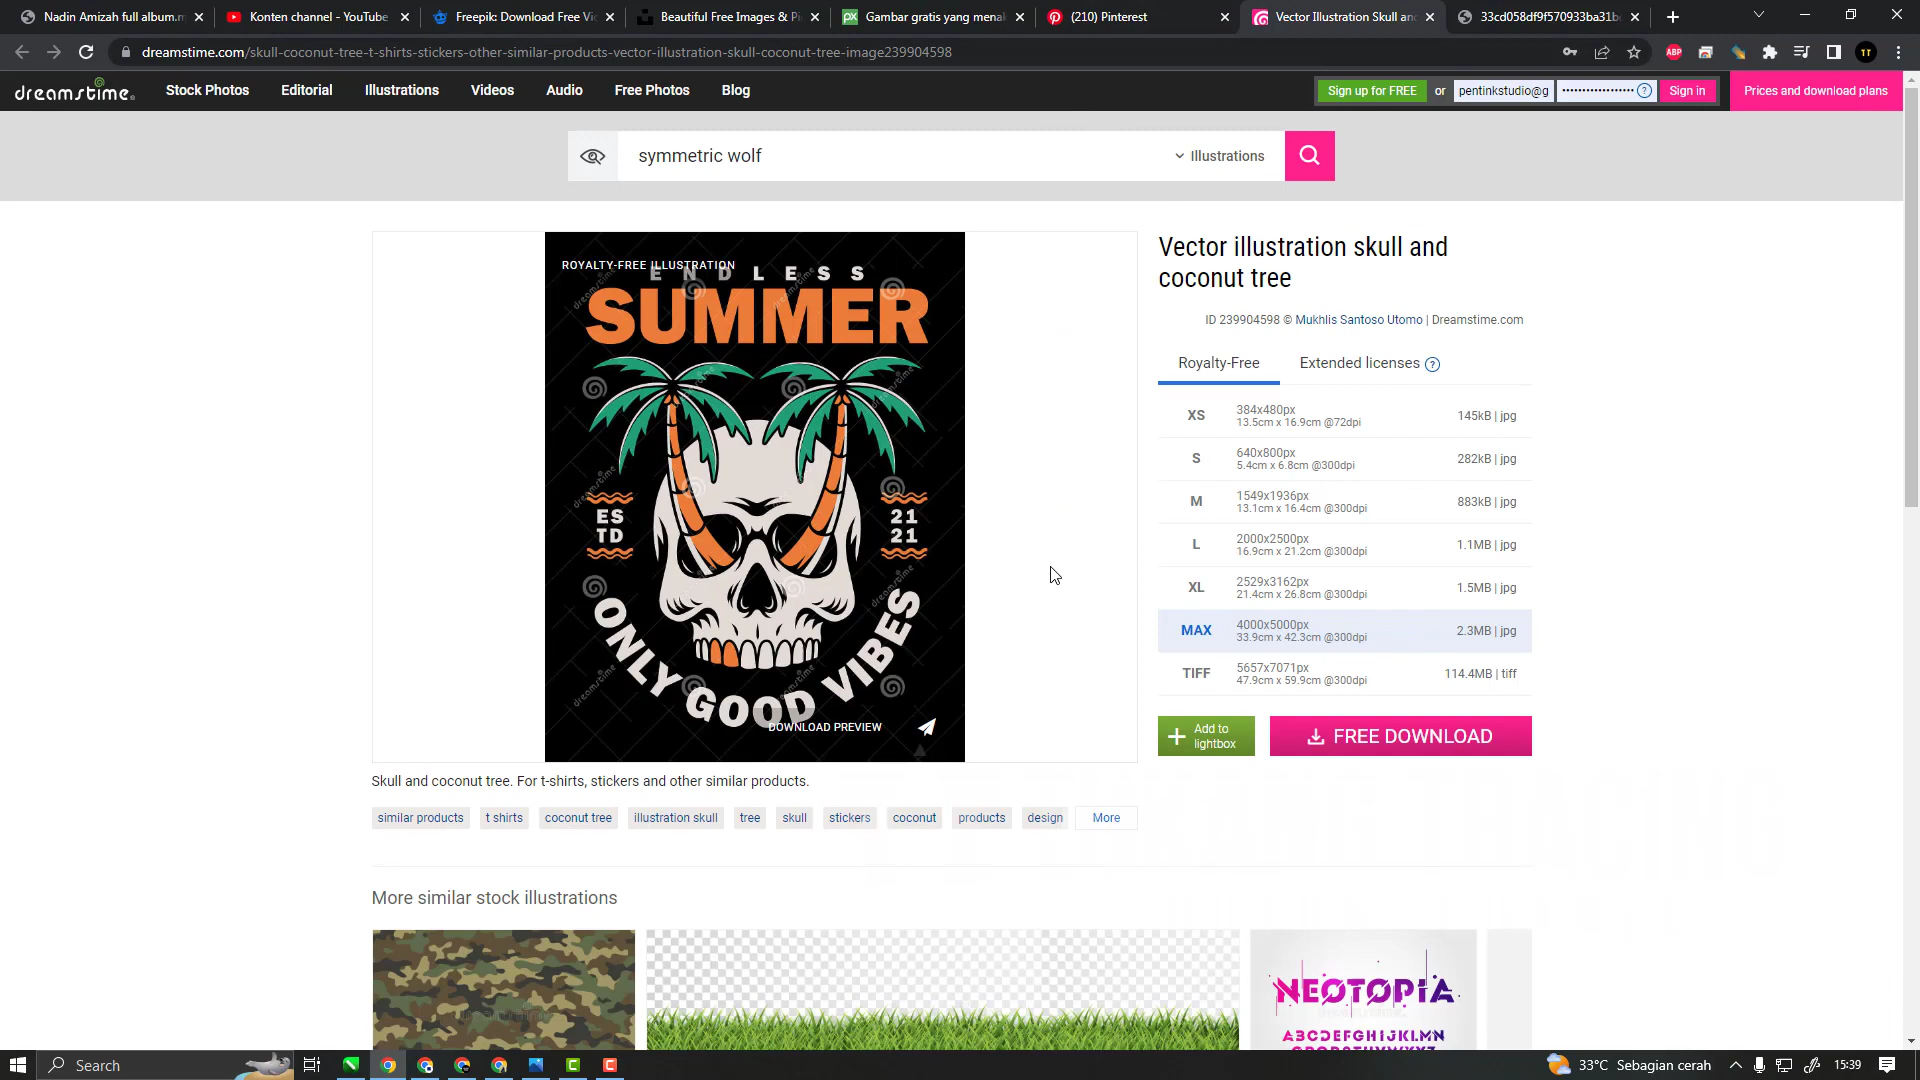 Nadin Amizah full album.m
Konten channel - YouTube
Freepik: Download Free Vi
Beautiful Free Images & Pi
Gambar gratis yang mena
(210) Pinterest
Vector Illustration Skull an
33cd058df9f570933ba31b
dreamstime.com/skull-coconut-tree-t-shirts-stickers-other-similar-products-vector-illustration-skull-coconut-tree-image239904598
ABP
TT
dreamstime.
Stock Photos
Editorial
Illustrations
Videos
Audio
Free Photos
Blog
Sign up for FREE
or
pentinkstudio@g
Sign in
Prices and download plans
symmetric wolf
Illustrations
ROYALTY-FREE ILLUSTRATION
ENDLESS
SUMMER
ES
TD
21
21
ONLY GOOD VIBES
DOWNLOAD PREVIEW
Vector illustration skull and
coconut tree
ID 239904598 © Mukhlis Santoso Utomo | Dreamstime.com
Royalty-Free
Extended licenses
XS
384x480px
13.5cm x 16.9cm @72dpi
145kB | jpg
S
640x800px
5.4cm x 6.8cm @300dpi
282kB | jpg
M
1549x1936px
13.1cm x 16.4cm @300dpi
883kB | jpg
L
2000x2500px
16.9cm x 21.2cm @300dpi
1.1MB | jpg
XL
2529x3162px
21.4cm x 26.8cm @300dpi
1.5MB | jpg
MAX
4000x5000px
33.9cm x 42.3cm @300dpi
2.3MB | jpg
TIFF
5657x7071px
47.9cm x 59.9cm @300dpi
114.4MB | tiff
Add to
lightbox
FREE DOWNLOAD
Skull and coconut tree. For t-shirts, stickers and other similar products.
similar products
t shirts
coconut tree
illustration skull
tree
skull
stickers
coconut
products
design
More
More similar stock illustrations
NEOTOPIA
ABCDEFGHIJKLMN
Search
33°C Sebagian cerah
15:39